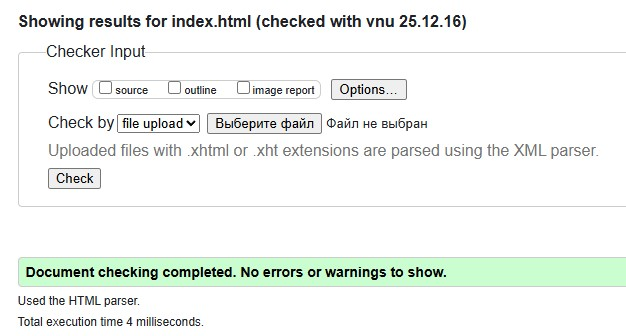 Showing results for index.html (checked with vnu 25.12.16)
Checker Input
Show source outline image report Options...
Check by file upload Выберите файл Файл не выбран
Uploaded files with .xhtml or .xht extensions are parsed using the XML parser.
Check
Document checking completed. No errors or warnings to show.
Used the HTML parser.
Total execution time 4 milliseconds.